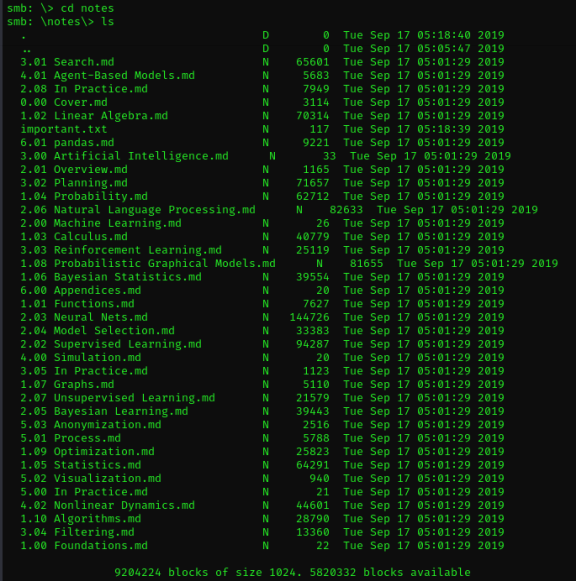 smb: \> cd notes
smb: \notes\> ls
  .                                   D        0  Tue Sep 17 05:18:40 2019
  ..                                  D        0  Tue Sep 17 05:05:47 2019
  3.01 Search.md                      N    65601  Tue Sep 17 05:01:29 2019
  4.01 Agent-Based Models.md          N     5683  Tue Sep 17 05:01:29 2019
  2.08 In Practice.md                 N     7949  Tue Sep 17 05:01:29 2019
  0.00 Cover.md                       N     3114  Tue Sep 17 05:01:29 2019
  1.02 Linear Algebra.md              N    70314  Tue Sep 17 05:01:29 2019
  important.txt                       N      117  Tue Sep 17 05:18:39 2019
  6.01 pandas.md                      N     9221  Tue Sep 17 05:01:29 2019
  3.00 Artificial Intelligence.md      N       33  Tue Sep 17 05:01:29 2019
  2.01 Overview.md                    N     1165  Tue Sep 17 05:01:29 2019
  3.02 Planning.md                    N    71657  Tue Sep 17 05:01:29 2019
  1.04 Probability.md                 N    62712  Tue Sep 17 05:01:29 2019
  2.06 Natural Language Processing.md      N    82633  Tue Sep 17 05:01:29 2019
  2.00 Machine Learning.md            N       26  Tue Sep 17 05:01:29 2019
  1.03 Calculus.md                    N    40779  Tue Sep 17 05:01:29 2019
  3.03 Reinforcement Learning.md      N    25119  Tue Sep 17 05:01:29 2019
  1.08 Probabilistic Graphical Models.md      N    81655  Tue Sep 17 05:01:29 2019
  1.06 Bayesian Statistics.md         N    39554  Tue Sep 17 05:01:29 2019
  6.00 Appendices.md                  N       20  Tue Sep 17 05:01:29 2019
  1.01 Functions.md                   N     7627  Tue Sep 17 05:01:29 2019
  2.03 Neural Nets.md                 N   144726  Tue Sep 17 05:01:29 2019
  2.04 Model Selection.md             N    33383  Tue Sep 17 05:01:29 2019
  2.02 Supervised Learning.md         N    94287  Tue Sep 17 05:01:29 2019
  4.00 Simulation.md                  N       20  Tue Sep 17 05:01:29 2019
  3.05 In Practice.md                 N     1123  Tue Sep 17 05:01:29 2019
  1.07 Graphs.md                      N     5110  Tue Sep 17 05:01:29 2019
  2.07 Unsupervised Learning.md       N    21579  Tue Sep 17 05:01:29 2019
  2.05 Bayesian Learning.md           N    39443  Tue Sep 17 05:01:29 2019
  5.03 Anonymization.md               N     2516  Tue Sep 17 05:01:29 2019
  5.01 Process.md                     N     5788  Tue Sep 17 05:01:29 2019
  1.09 Optimization.md                N    25823  Tue Sep 17 05:01:29 2019
  1.05 Statistics.md                  N    64291  Tue Sep 17 05:01:29 2019
  5.02 Visualization.md               N      940  Tue Sep 17 05:01:29 2019
  5.00 In Practice.md                 N       21  Tue Sep 17 05:01:29 2019
  4.02 Nonlinear Dynamics.md          N    44601  Tue Sep 17 05:01:29 2019
  1.10 Algorithms.md                  N    28790  Tue Sep 17 05:01:29 2019
  3.04 Filtering.md                   N    13360  Tue Sep 17 05:01:29 2019
  1.00 Foundations.md                 N       22  Tue Sep 17 05:01:29 2019
                9204224 blocks of size 1024. 5820332 blocks available